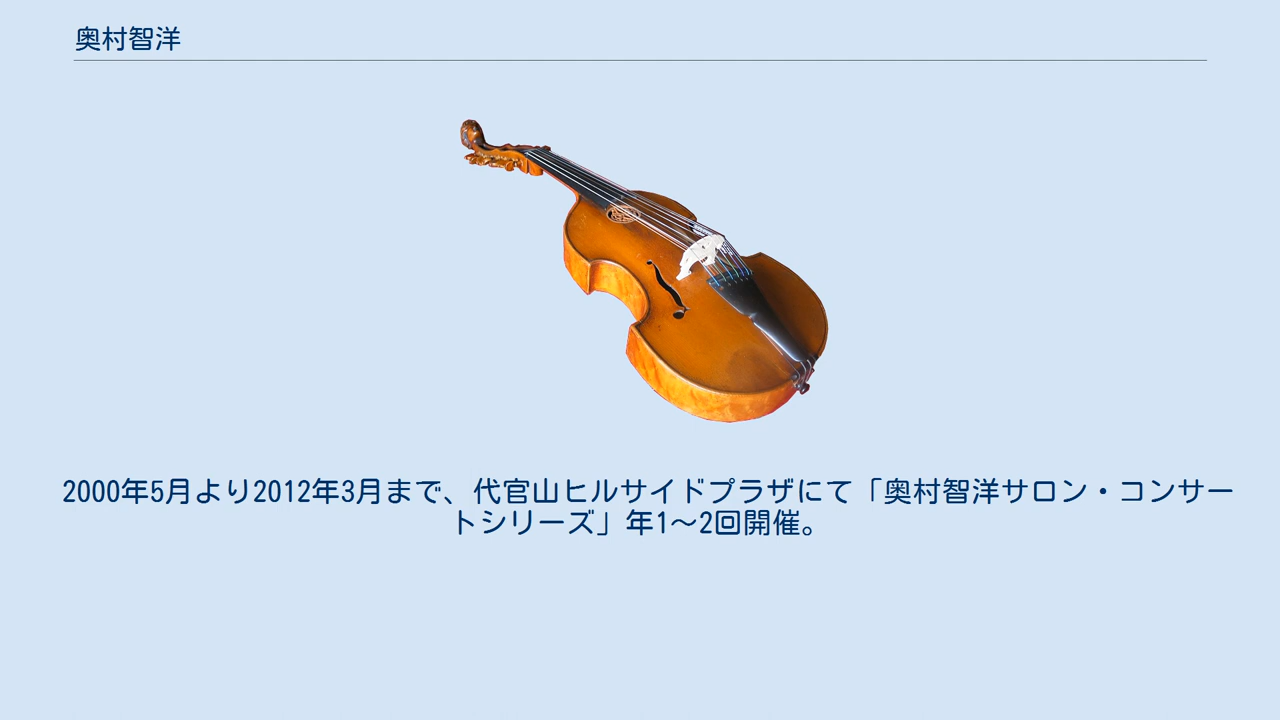 奥村智洋
2000年5月より2012年3月まで、代官山ヒルサイドプラザにて「奥村智洋サロン・コンサー
トシリーズ」年1〜2回開催。